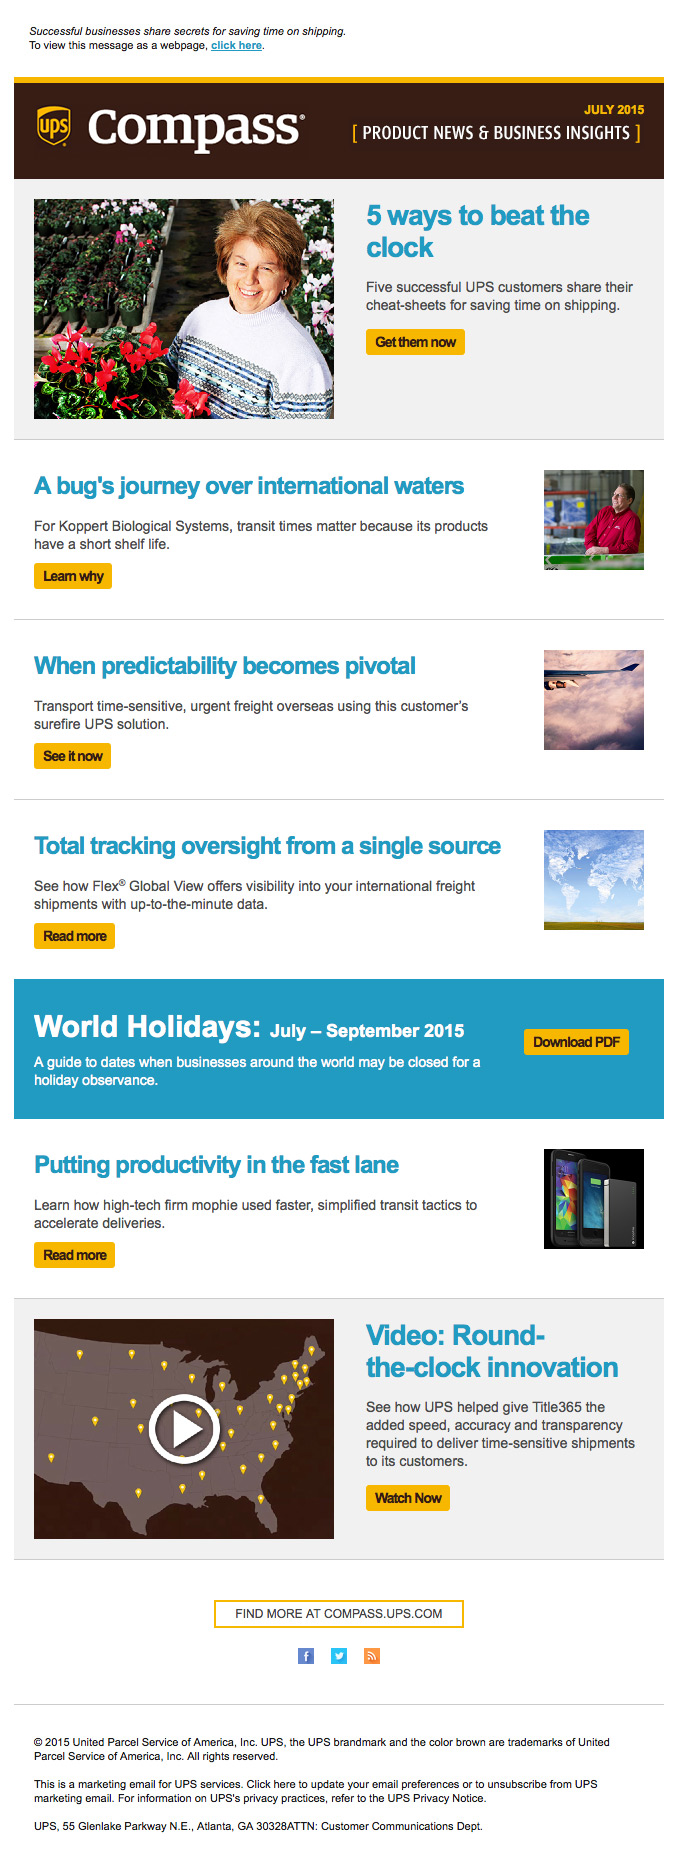 Successful businesses share secrets for saving time on shipping.
To view this message as a webpage, click here.
JULY 2015
ups Compass®
[ PRODUCT NEWS & BUSINESS INSIGHTS ]
5 ways to beat the
clock
Five successful UPS customers share their
cheat-sheets for saving time on shipping.
Get them now
A bug's journey over international waters
For Koppert Biological Systems, transit times matter because its products
have a short shelf life.
Learn why
When predictability becomes pivotal
Transport time-sensitive, urgent freight overseas using this customer’s
surefire UPS solution.
See it now
Total tracking oversight from a single source
See how Flex® Global View offers visibility into your international freight
shipments with up-to-the-minute data.
Read more
World Holidays: July – September 2015
A guide to dates when businesses around the world may be closed for a
holiday observance.
Download PDF
Putting productivity in the fast lane
Learn how high-tech firm mophie used faster, simplified transit tactics to
accelerate deliveries.
Read more
Video: Round-
the-clock innovation
See how UPS helped give Title365 the
added speed, accuracy and transparency
required to deliver time-sensitive shipments
to its customers.
Watch Now
FIND MORE AT COMPASS.UPS.COM
© 2015 United Parcel Service of America, Inc. UPS, the UPS brandmark and the color brown are trademarks of United
Parcel Service of America, Inc. All rights reserved.
This is a marketing email for UPS services. Click here to update your email preferences or to unsubscribe from UPS
marketing email. For information on UPS's privacy practices, refer to the UPS Privacy Notice.
UPS, 55 Glenlake Parkway N.E., Atlanta, GA 30328ATTN: Customer Communications Dept.